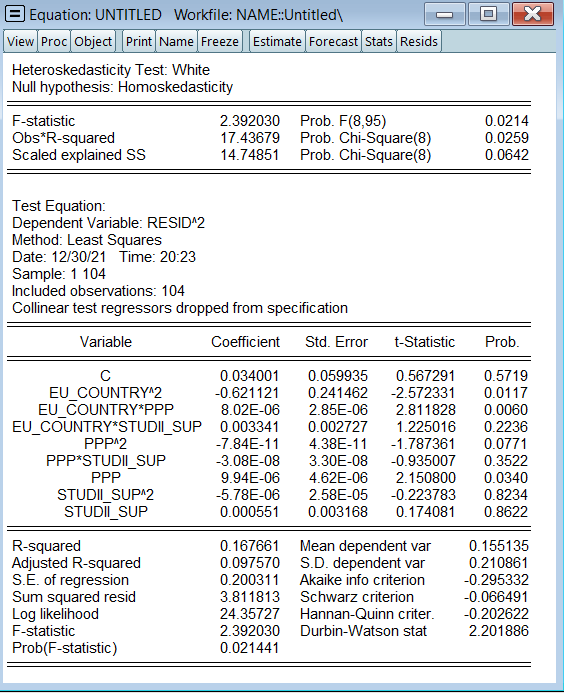 Equation: UNTITLED Workfile: NAME::Untitled\
View Proc Object Print Name Freeze Estimate Forecast Stats Resids
Heteroskedasticity Test: White
Null hypothesis: Homoskedasticity
F-statistic 2.392030 Prob. F(8,95) 0.0214
Obs*R-squared 17.43679 Prob. Chi-Square(8) 0.0259
Scaled explained SS 14.74851 Prob. Chi-Square(8) 0.0642
Test Equation:
Dependent Variable: RESID^2
Method: Least Squares
Date: 12/30/21 Time: 20:23
Sample: 1 104
Included observations: 104
Collinear test regressors dropped from specification
Variable Coefficient Std. Error t-Statistic Prob.
C 0.034001 0.059935 0.567291 0.5719
EU_COUNTRY^2 -0.621121 0.241462 -2.572331 0.0117
EU_COUNTRY*PPP 8.02E-06 2.85E-06 2.811828 0.0060
EU_COUNTRY*STUDII_SUP 0.003341 0.002727 1.225016 0.2236
PPP^2 -7.84E-11 4.38E-11 -1.787361 0.0771
PPP*STUDII_SUP -3.08E-08 3.30E-08 -0.935007 0.3522
PPP 9.94E-06 4.62E-06 2.150800 0.0340
STUDII_SUP^2 -5.78E-06 2.58E-05 -0.223783 0.8234
STUDII_SUP 0.000551 0.003168 0.174081 0.8622
R-squared 0.167661 Mean dependent var 0.155135
Adjusted R-squared 0.097570 S.D. dependent var 0.210861
S.E. of regression 0.200311 Akaike info criterion -0.295332
Sum squared resid 3.811813 Schwarz criterion -0.066491
Log likelihood 24.35727 Hannan-Quinn criter. -0.202622
F-statistic 2.392030 Durbin-Watson stat 2.201886
Prob(F-statistic) 0.021441